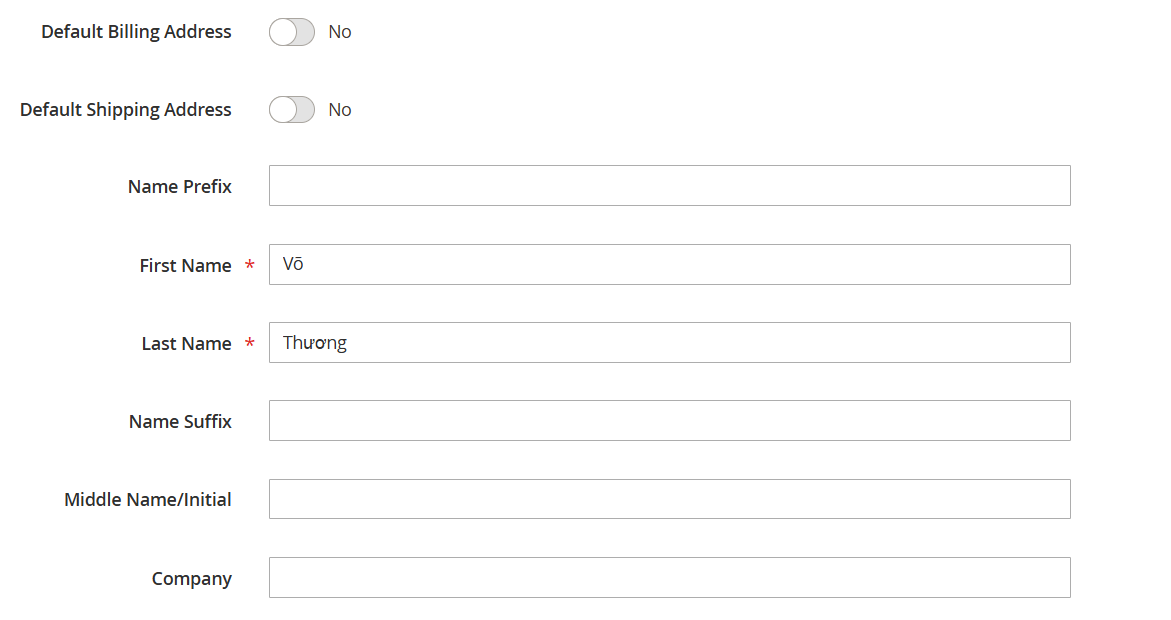 Default Billing Address No
Default Shipping Address No
Name Prefix
First Name * Võ
Last Name * Thương
Name Suffix
Middle Name/Initial
Company